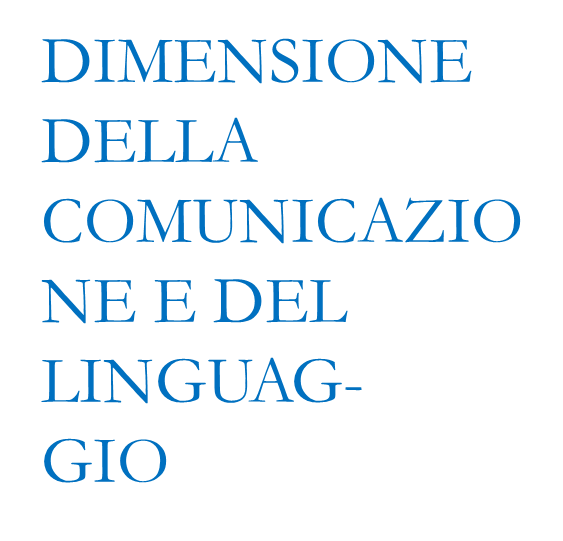 DIMENSIONE
DELLA
COMUNICAZIO
NE E DEL
LINGUAG-
GIO